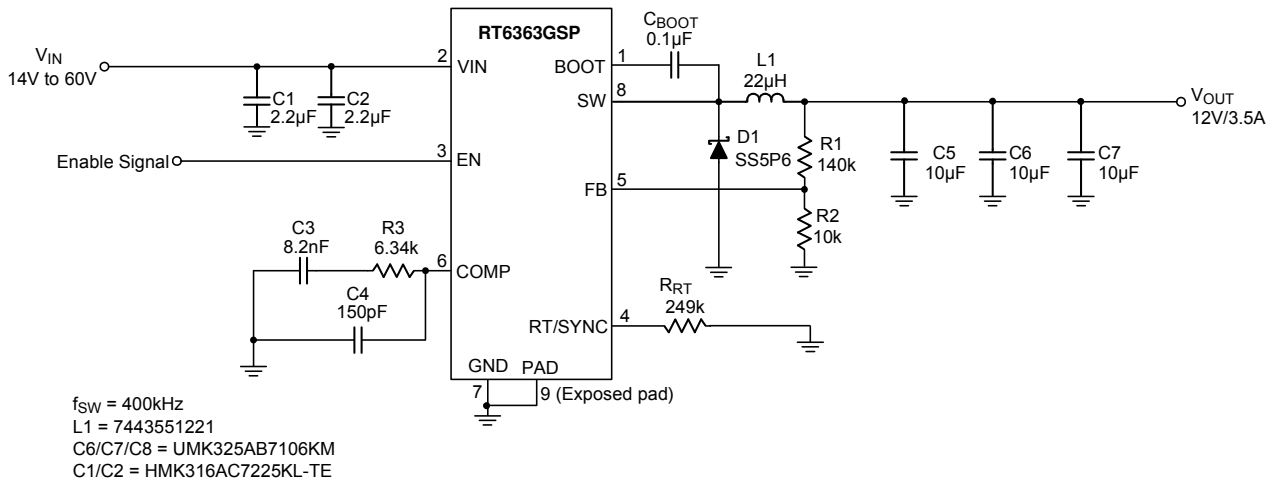 RT6363GSP
C_BOOT
0.1µF
V_IN
14V to 60V
2
VIN
BOOT
1
L1
22µH
SW
8
V_OUT
12V/3.5A
C1
2.2µF
C2
2.2µF
D1
SS5P6
R1
140k
C5
10µF
C6
10µF
C7
10µF
Enable Signal
3
EN
FB
5
R2
10k
C3
8.2nF
R3
6.34k
6
COMP
C4
150pF
R_RT
249k
RT/SYNC
4
GND
PAD
7
9 (Exposed pad)
f_SW = 400kHz
L1 = 7443551221
C6/C7/C8 = UMK325AB7106KM
C1/C2 = HMK316AC7225KL-TE